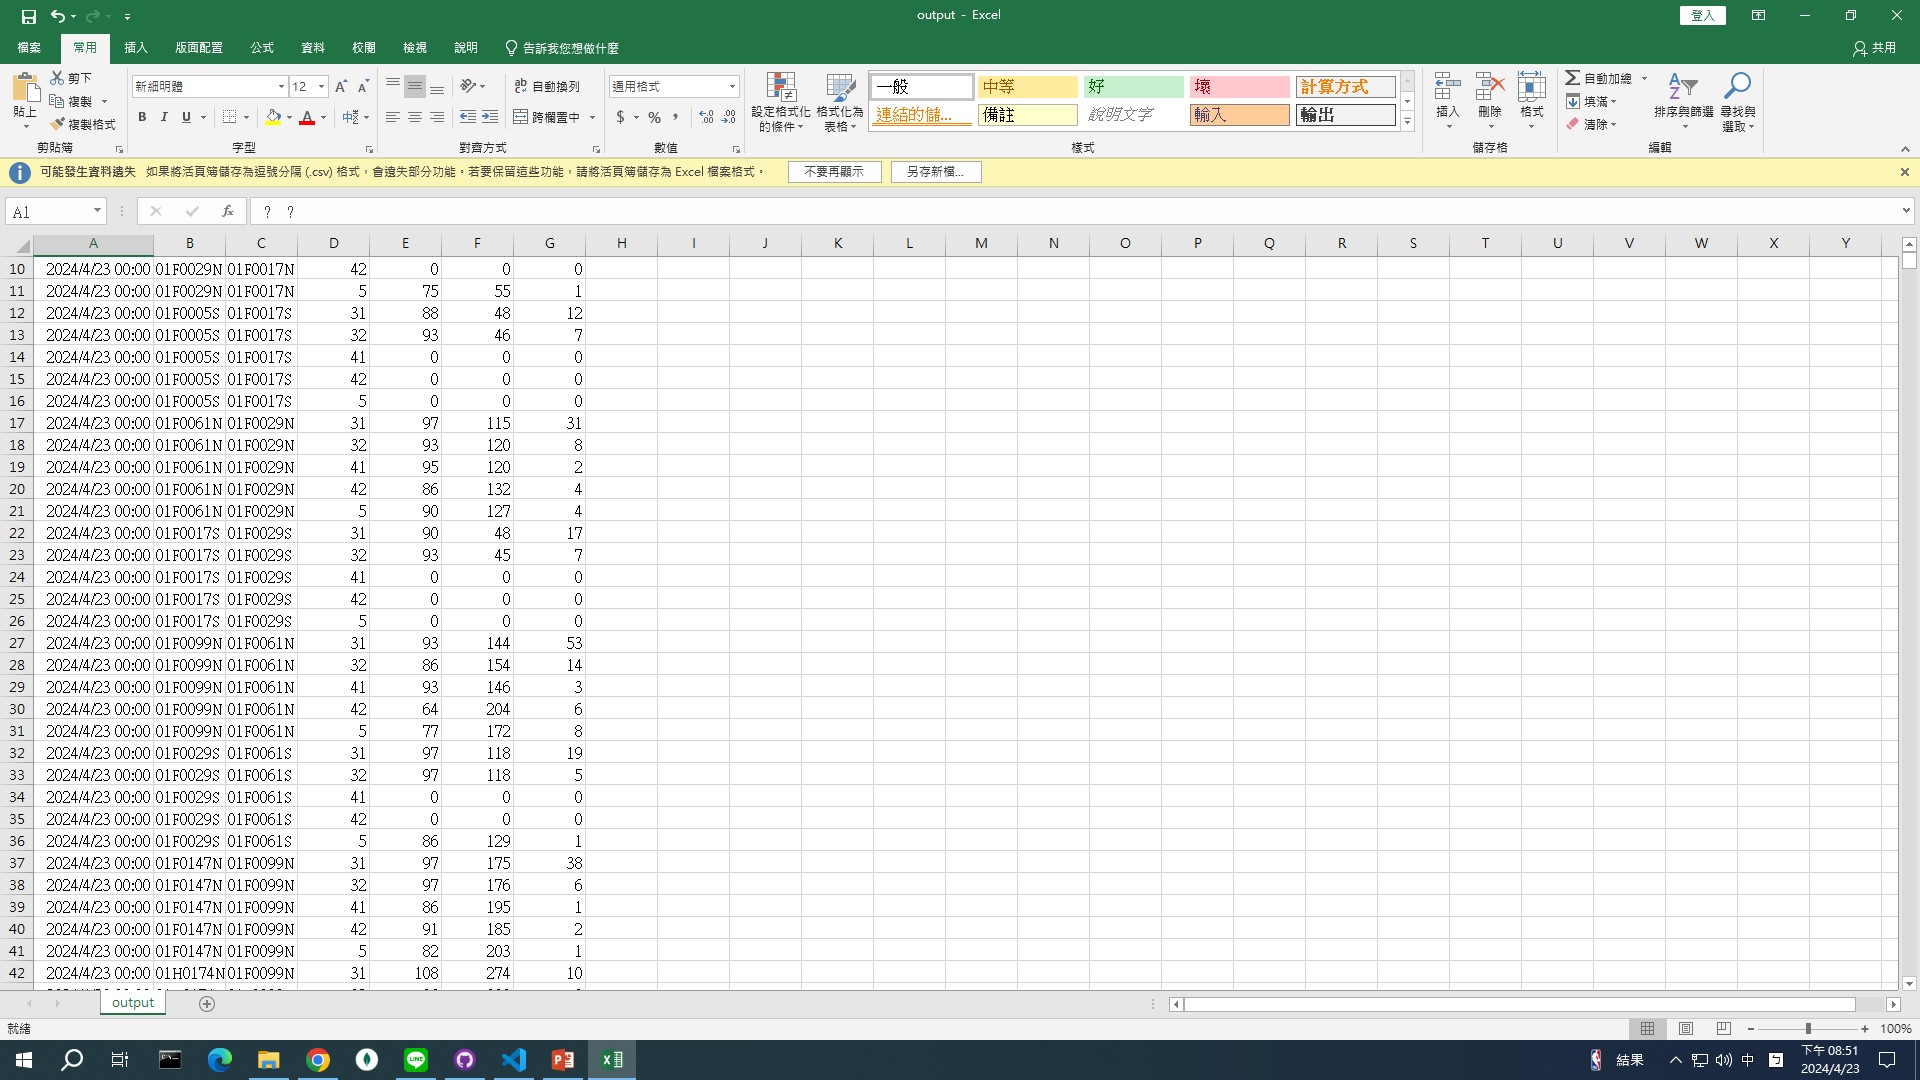 output - Excel
登入
檔案 常用 插入 版面配置 公式 資料 校閱 檢視 說明 告訴我您想做什麼 共用
貼上
剪下
複製
複製格式
剪貼簿
新細明體 12
B I U
字型
自動換列
跨欄置中
對齊方式
通用格式
$ % ,
數值
設定格式化的條件
格式化為表格
一般 中等 好 壞 計算方式
連結的儲... 備註 說明文字 輸入 輸出
樣式
插入 刪除 格式
儲存格
自動加總
填滿
清除
排序與篩選
尋找與選取
編輯
可能發生資料遺失 如果將活頁簿儲存為逗號分隔 (.csv) 格式，會遺失部分功能。若要保留這些功能，請將活頁簿儲存為 Excel 檔案格式。 不要再顯示 另存新檔...
A1 fx ? ?
A B C D E F G H I J K L M N O P Q R S T U V W X Y
10 2024/4/23 00:00 01F0029N 01F0017N 42 0 0 0
11 2024/4/23 00:00 01F0029N 01F0017N 5 75 55 1
12 2024/4/23 00:00 01F0005S 01F0017S 31 88 48 12
13 2024/4/23 00:00 01F0005S 01F0017S 32 93 46 7
14 2024/4/23 00:00 01F0005S 01F0017S 41 0 0 0
15 2024/4/23 00:00 01F0005S 01F0017S 42 0 0 0
16 2024/4/23 00:00 01F0005S 01F0017S 5 0 0 0
17 2024/4/23 00:00 01F0061N 01F0029N 31 97 115 31
18 2024/4/23 00:00 01F0061N 01F0029N 32 93 120 8
19 2024/4/23 00:00 01F0061N 01F0029N 41 95 120 2
20 2024/4/23 00:00 01F0061N 01F0029N 42 86 132 4
21 2024/4/23 00:00 01F0061N 01F0029N 5 90 127 4
22 2024/4/23 00:00 01F0017S 01F0029S 31 90 48 17
23 2024/4/23 00:00 01F0017S 01F0029S 32 93 45 7
24 2024/4/23 00:00 01F0017S 01F0029S 41 0 0 0
25 2024/4/23 00:00 01F0017S 01F0029S 42 0 0 0
26 2024/4/23 00:00 01F0017S 01F0029S 5 0 0 0
27 2024/4/23 00:00 01F0099N 01F0061N 31 93 144 53
28 2024/4/23 00:00 01F0099N 01F0061N 32 86 154 14
29 2024/4/23 00:00 01F0099N 01F0061N 41 93 146 3
30 2024/4/23 00:00 01F0099N 01F0061N 42 64 204 6
31 2024/4/23 00:00 01F0099N 01F0061N 5 77 172 8
32 2024/4/23 00:00 01F0029S 01F0061S 31 97 118 19
33 2024/4/23 00:00 01F0029S 01F0061S 32 97 118 5
34 2024/4/23 00:00 01F0029S 01F0061S 41 0 0 0
35 2024/4/23 00:00 01F0029S 01F0061S 42 0 0 0
36 2024/4/23 00:00 01F0029S 01F0061S 5 86 129 1
37 2024/4/23 00:00 01F0147N 01F0099N 31 97 175 38
38 2024/4/23 00:00 01F0147N 01F0099N 32 97 176 6
39 2024/4/23 00:00 01F0147N 01F0099N 41 86 195 1
40 2024/4/23 00:00 01F0147N 01F0099N 42 91 185 2
41 2024/4/23 00:00 01F0147N 01F0099N 5 82 203 1
42 2024/4/23 00:00 01H0174N 01F0099N 31 108 274 10
output
就緒 100%
結果 中 下午 08:51
2024/4/23